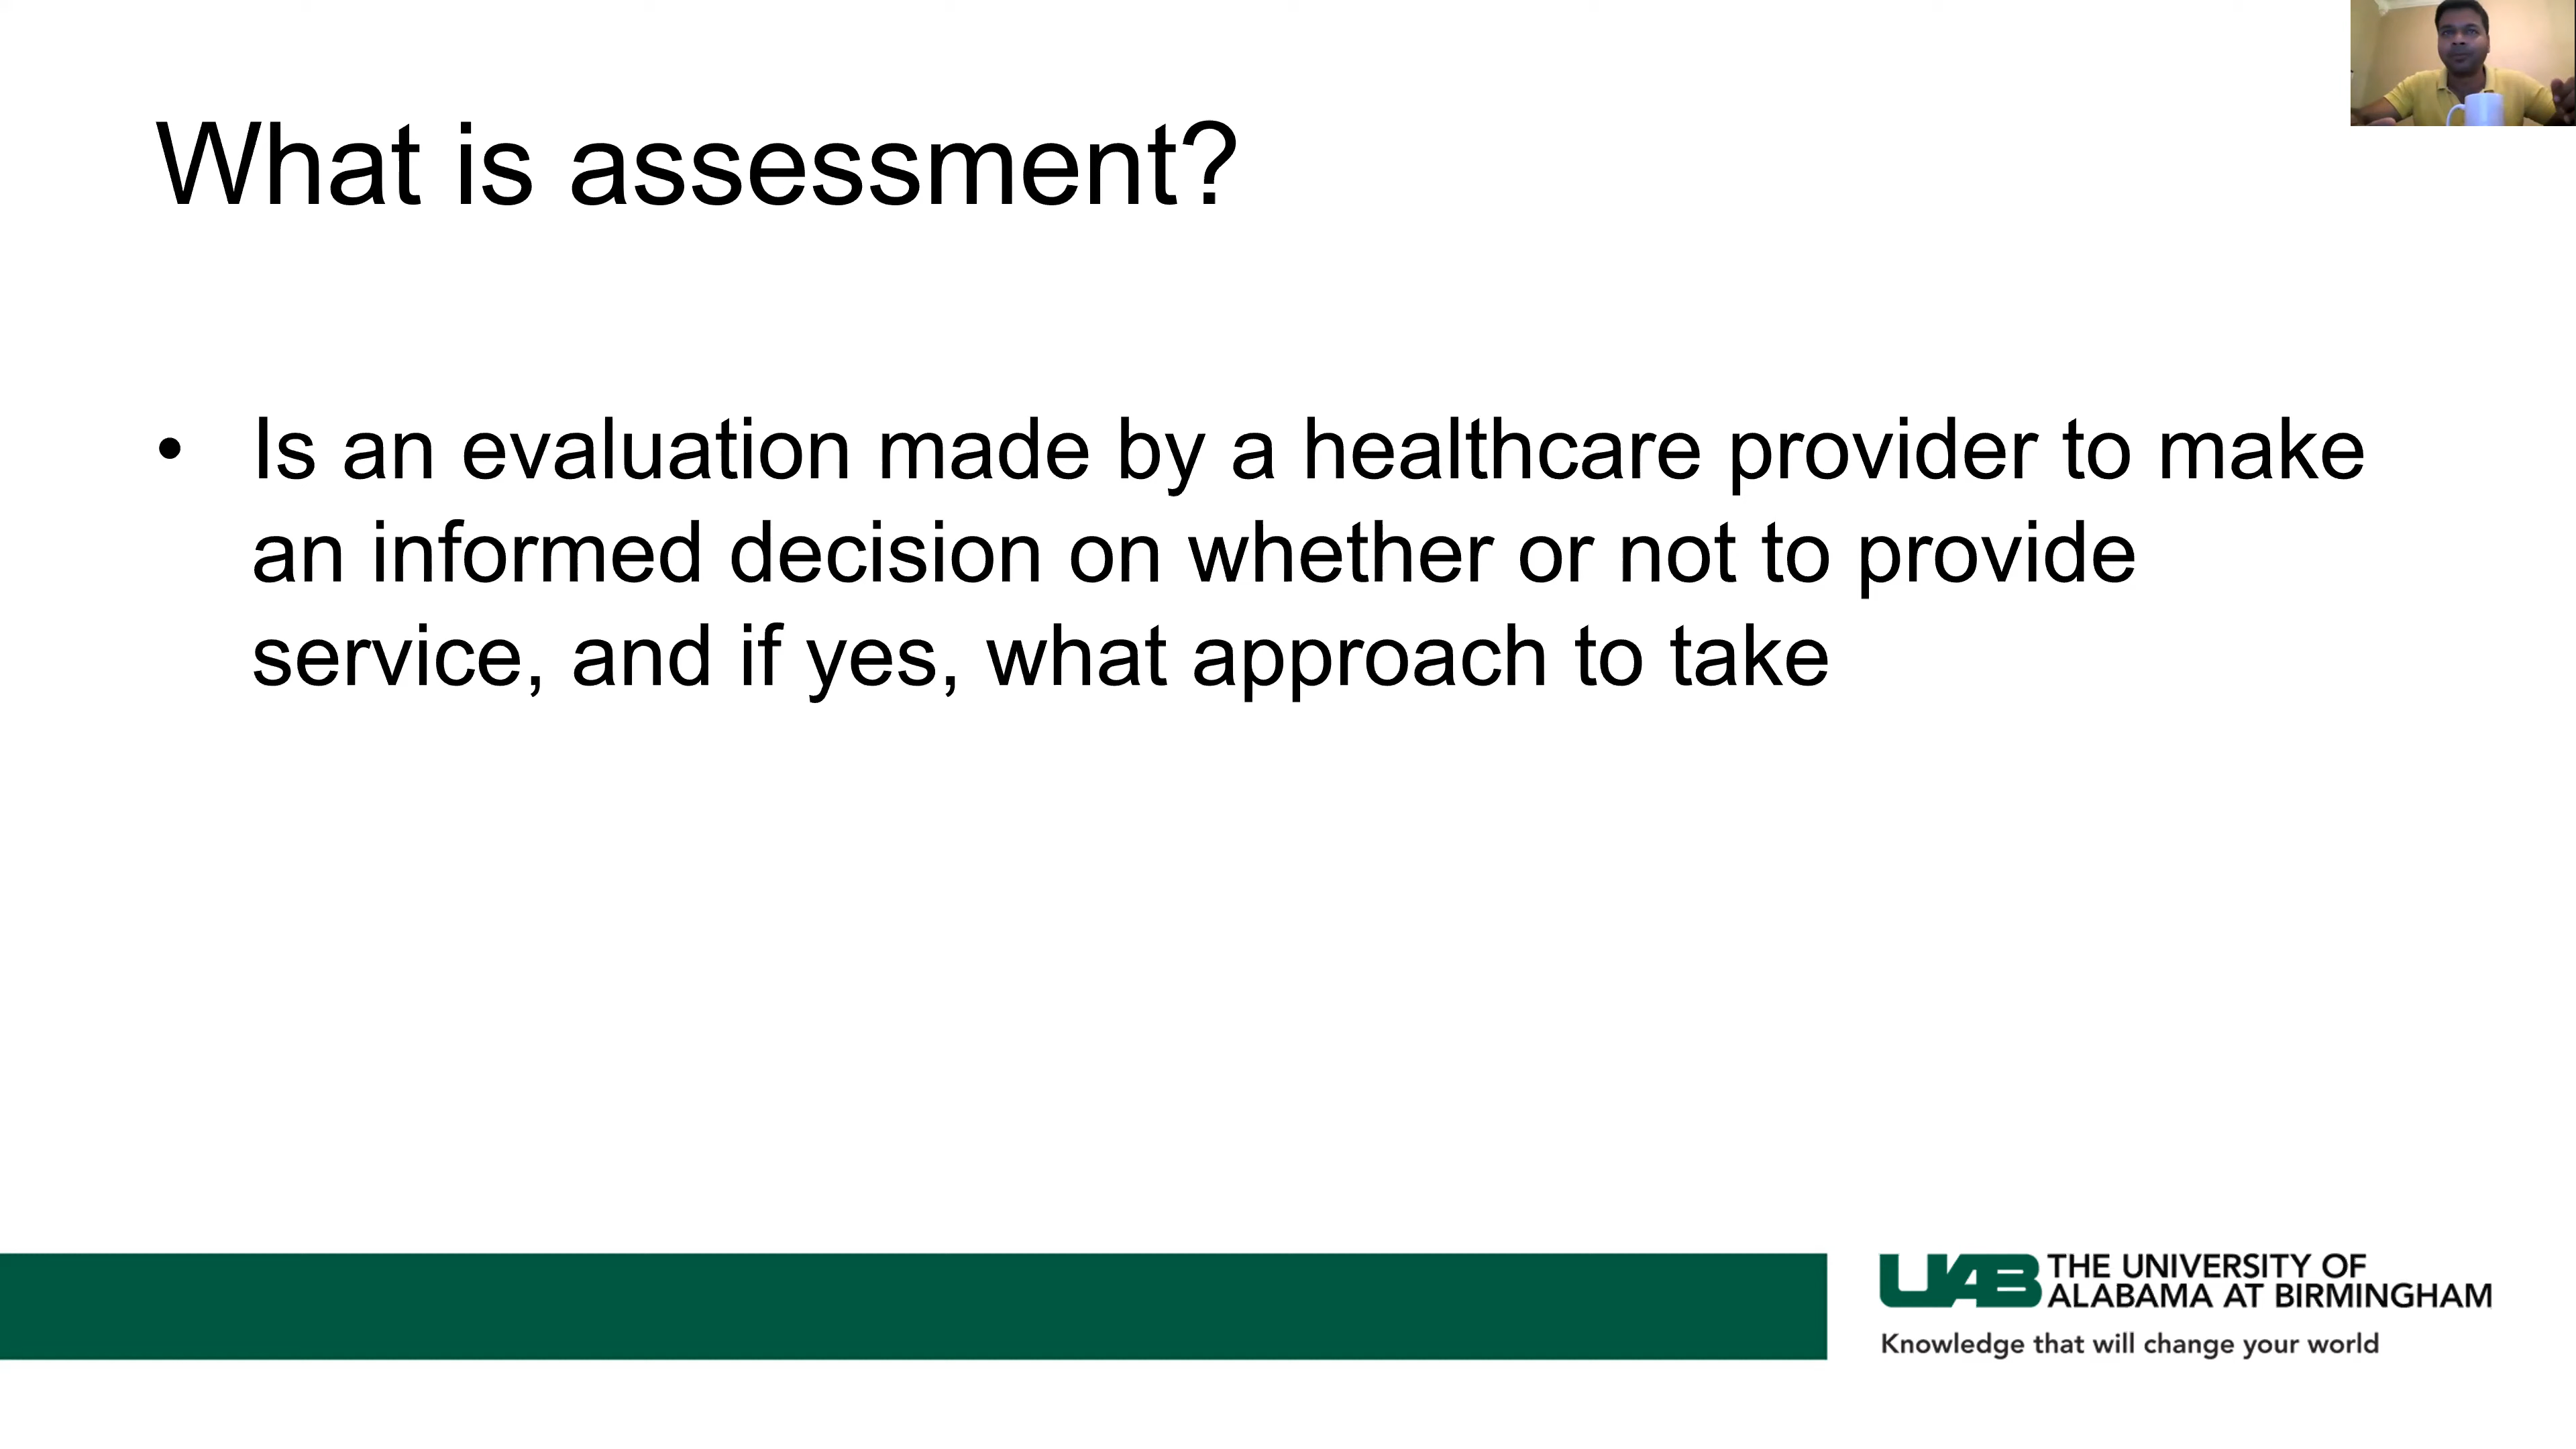 What is assessment?
• Is an evaluation made by a healthcare provider to make
an informed decision on whether or not to provide
service, and if yes, what approach to take
UAB THE UNIVERSITY OF
ALABAMA AT BIRMINGHAM
Knowledge that will change your world